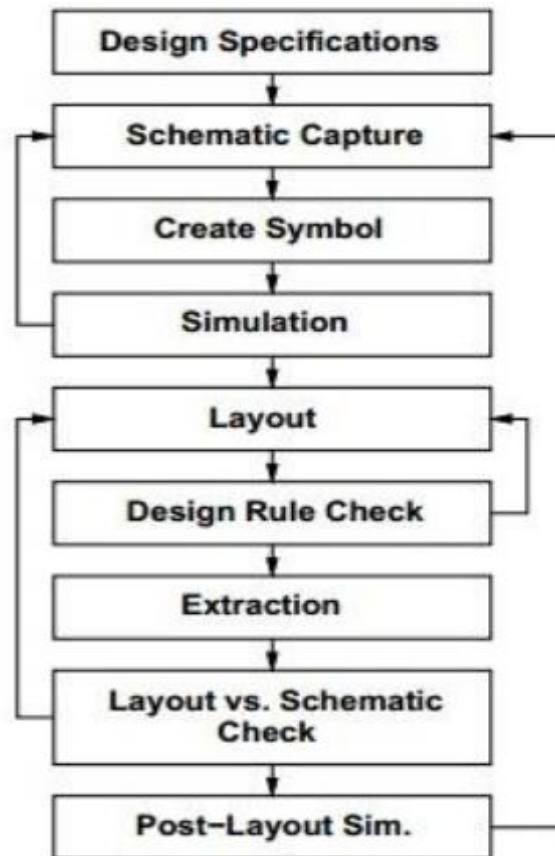 Design Specifications
Schematic Capture
Create Symbol
Simulation
Layout
Design Rule Check
Extraction
Layout vs. Schematic
Check
Post−Layout Sim.